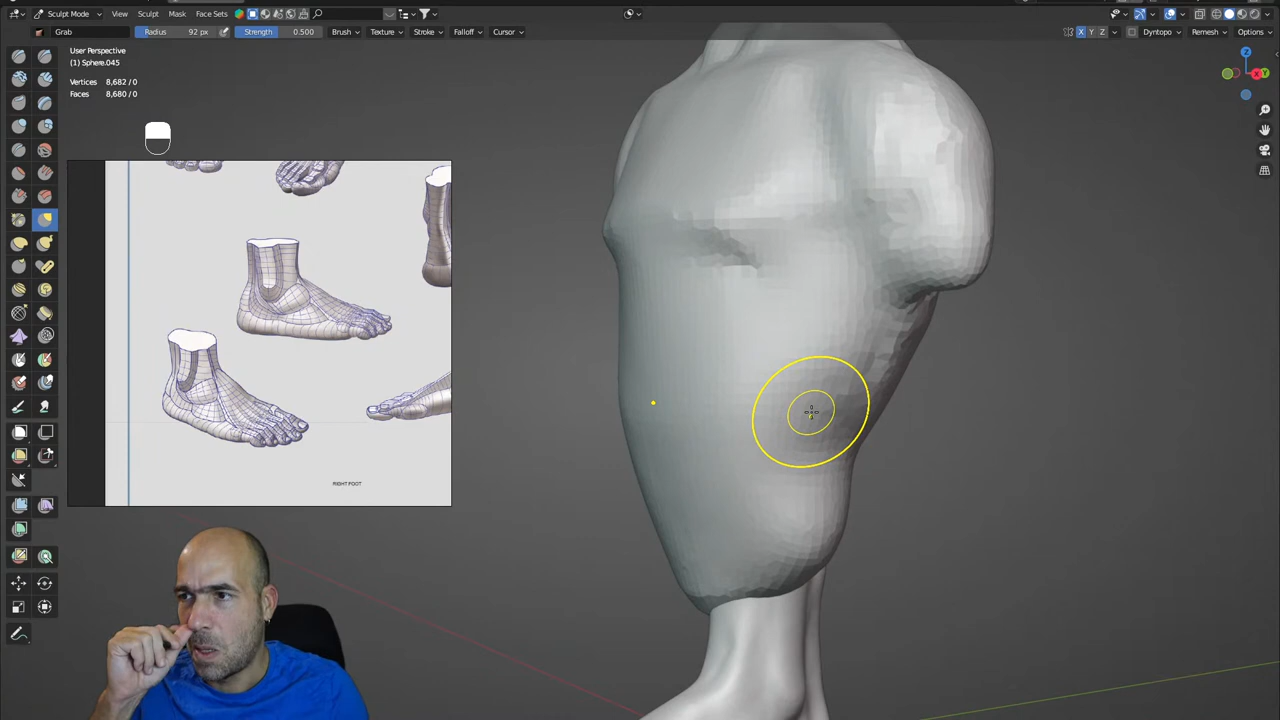 Sculpt Mode View Sculpt Mask Face Sets
Grab Radius 92 px Strength 0.500 Brush Texture Stroke Falloff Cursor X Y Z Dyntopo Remesh Options
User Perspective
(1) Sphere.045
Vertices 8,682 / 0
Faces 8,680 / 0
Z
X Y
RIGHT FOOT